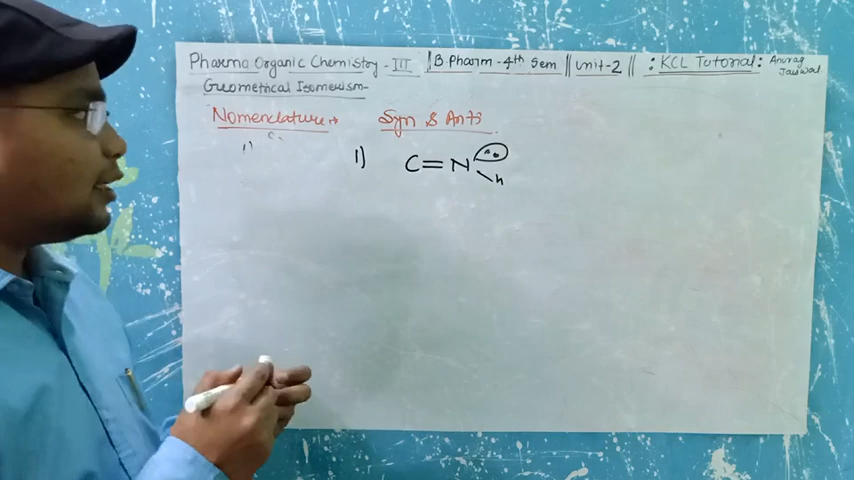 Pharma Organic Chemistry - III || B.Pharm - 4th Sem || Unit-2 || : KCL Tutorial : Anurag Jaiswal
Geometrical Isomerism-
Nomenclature → Syn & Anti
1)
1) C=N
h